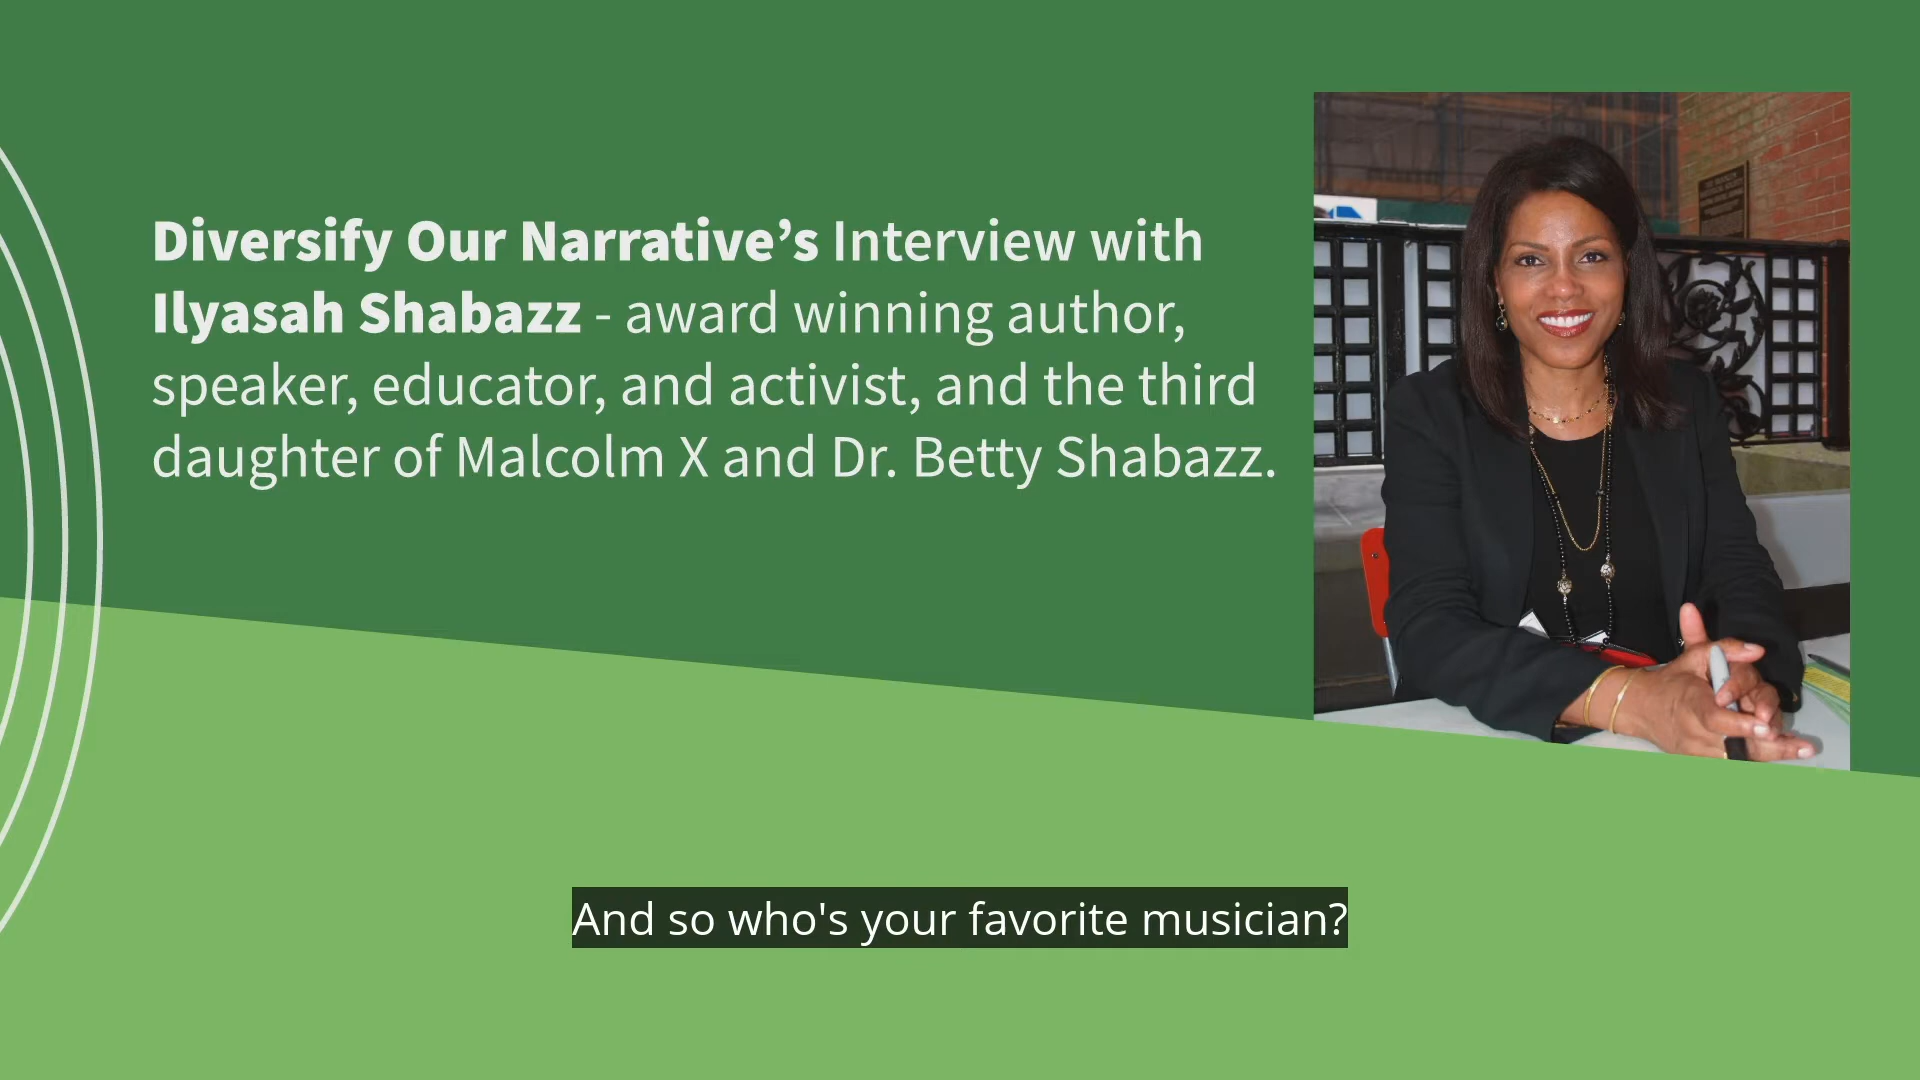 Diversify Our Narrative’s Interview with
Ilyasah Shabazz - award winning author,
speaker, educator, and activist, and the third
daughter of Malcolm X and Dr. Betty Shabazz.
And so who's your favorite musician?